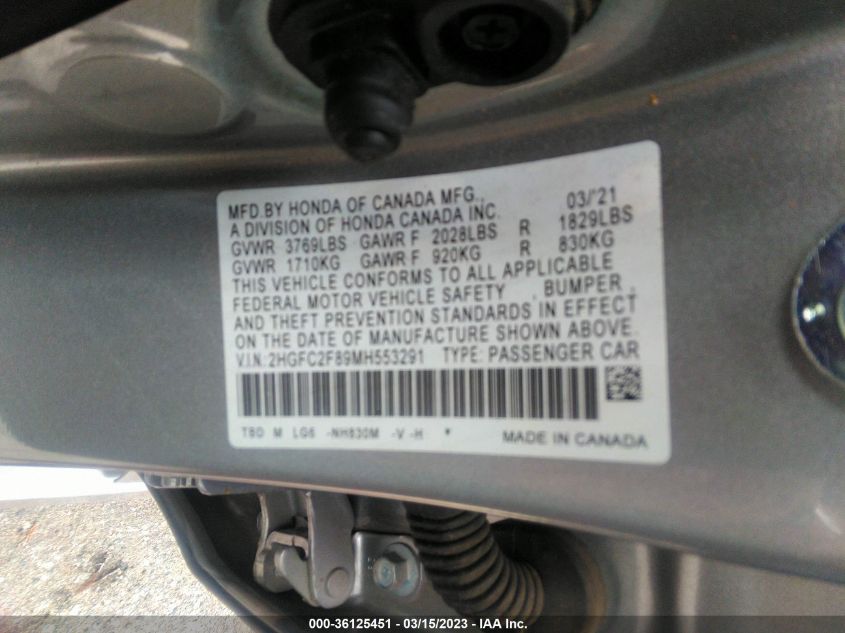 MFD.BY HONDA OF CANADA MFG., 03/'21
A DIVISION OF HONDA CANADA INC.
GVWR 3769LBS GAWR F 2028LBS R 1829LBS
GVWR 1710KG GAWR F 920KG R 830KG
THIS VEHICLE CONFORMS TO ALL APPLICABLE
FEDERAL MOTOR VEHICLE SAFETY , BUMPER ,
AND THEFT PREVENTION STANDARDS IN EFFECT
ON THE DATE OF MANUFACTURE SHOWN ABOVE.
V.I.N: 2HGFC2F89MH553291 TYPE: PASSENGER CAR
TBD M LG6 -NH830M -V -H *
MADE IN CANADA
000-36125451 - 03/15/2023 - IAA Inc.